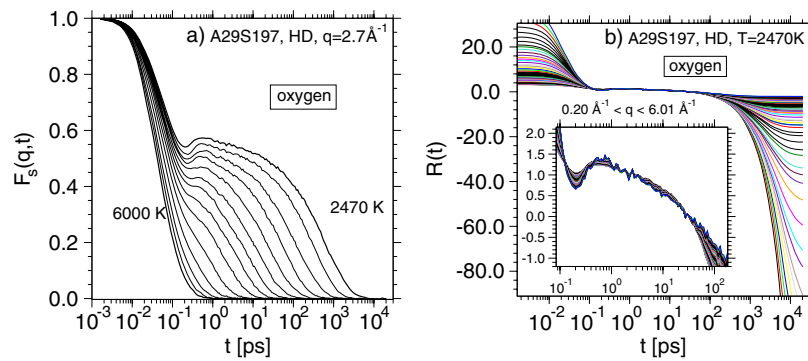 a) A29S197, HD, q=2.7Å⁻¹
oxygen
6000 K
2470 K
F_s(q,t)
1.0
0.8
0.6
0.4
0.2
0.0
10⁻³ 10⁻² 10⁻¹ 10⁰ 10¹ 10² 10³ 10⁴
t [ps]
b) A29S197, HD, T=2470K
oxygen
0.20 Å⁻¹ < q < 6.01 Å⁻¹
R(t)
20.0
0.0
-20.0
-40.0
-60.0
-80.0
2.0
1.5
1.0
0.5
0.0
-0.5
-1.0
10⁻¹ 10⁰ 10¹ 10²
10⁻² 10⁻¹ 10⁰ 10¹ 10² 10³ 10⁴
t [ps]